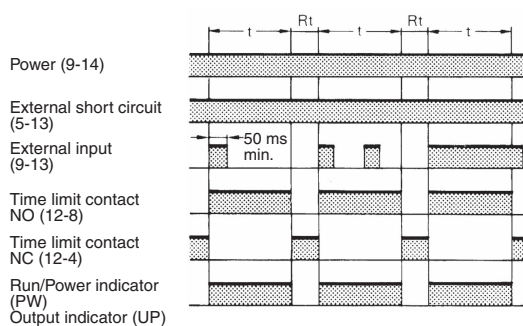 t Rt t Rt t
Power (9-14)
External short circuit
(5-13)
External input
(9-13)
50 ms
min.
Time limit contact
NO (12-8)
Time limit contact
NC (12-4)
Run/Power indicator
(PW)
Output indicator (UP)